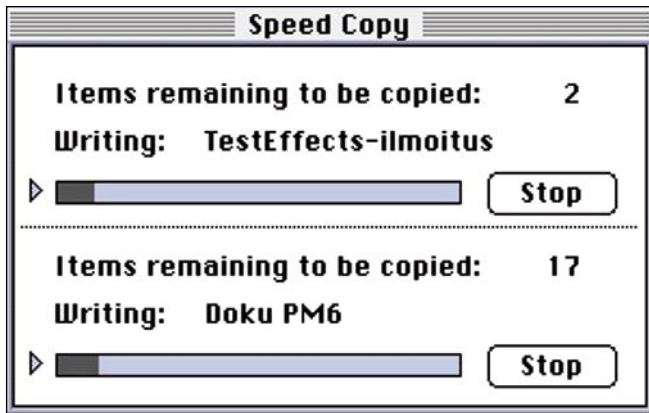 Speed Copy
Items remaining to be copied: 2
Writing: TestEffects-ilmoitus
Stop
Items remaining to be copied: 17
Writing: Doku PM6
Stop